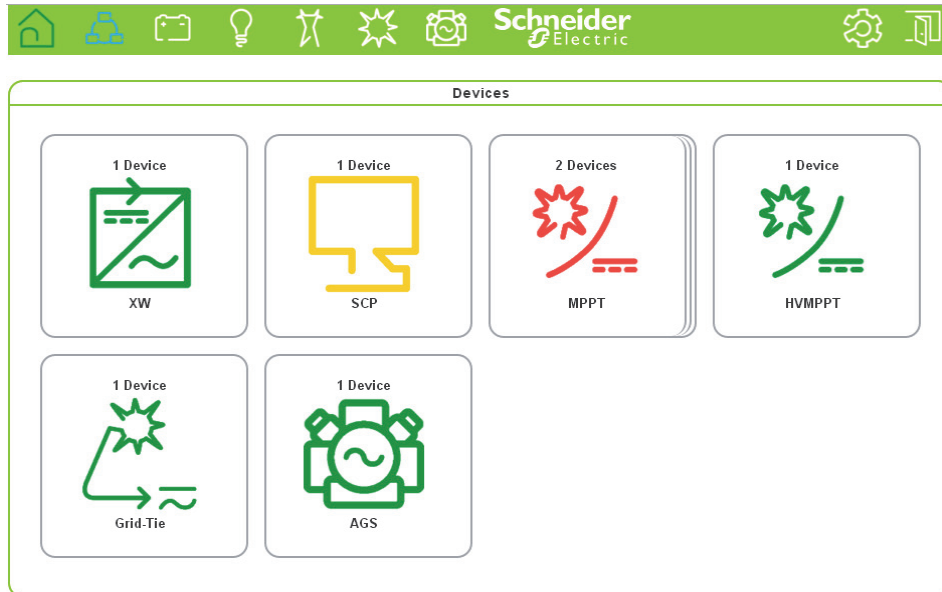 Schneider
Electric
Devices
1 Device
XW
1 Device
SCP
2 Devices
MPPT
1 Device
HVMPPT
1 Device
Grid-Tie
1 Device
AGS